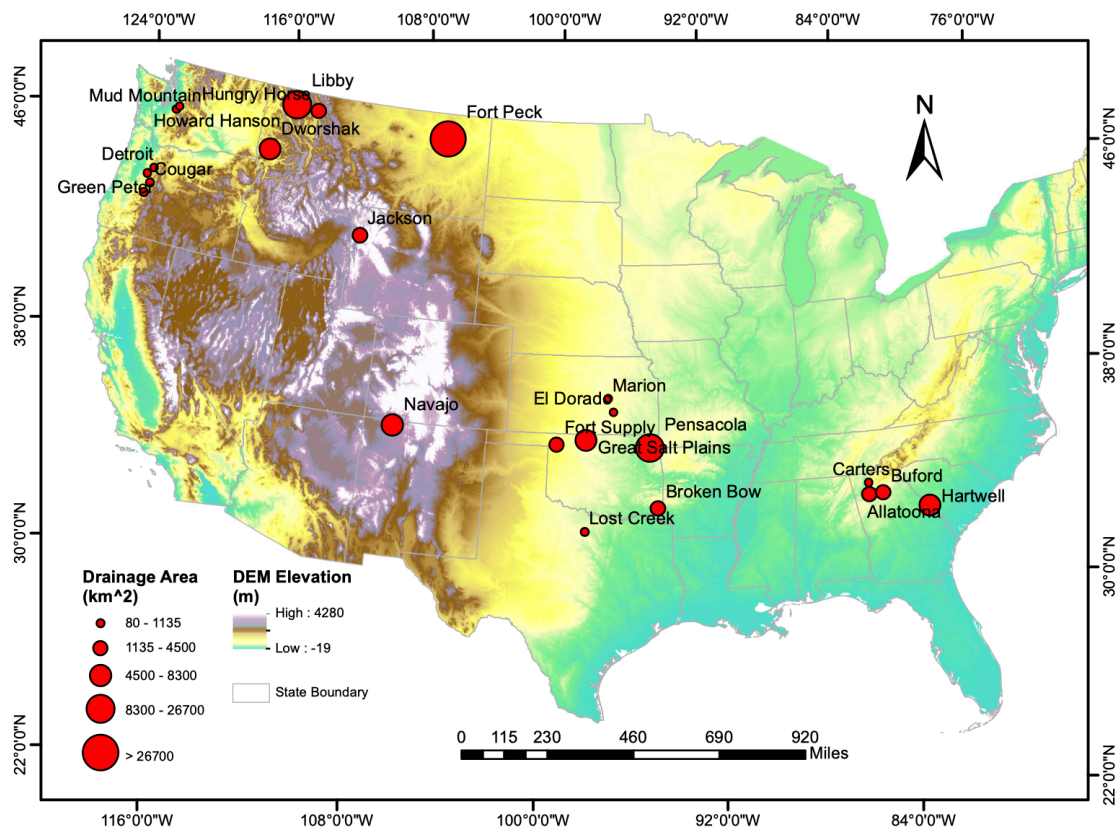 124°0'0"W
116°0'0"W
108°0'0"W
100°0'0"W
92°0'0"W
84°0'0"W
76°0'0"W
46°0'0"N
38°0'0"N
30°0'0"N
22°0'0"N
46°0'0"N
38°0'0"N
30°0'0"N
22°0'0"N
N
Libby
Mud Mountain
Hungry Horse
Fort Peck
Howard Hanson
Dworshak
Detroit
Cougar
Green Peter
Jackson
Navajo
Marion
El Dorado
Fort Supply
Pensacola
Great Salt Plains
Broken Bow
Lost Creek
Carters
Buford
Hartwell
Allatoona
Drainage Area
(km^2)
80 - 1135
1135 - 4500
4500 - 8300
8300 - 26700
> 26700
DEM Elevation
(m)
High : 4280
Low : -19
State Boundary
0 115 230 460 690 920
Miles
116°0'0"W
108°0'0"W
100°0'0"W
92°0'0"W
84°0'0"W